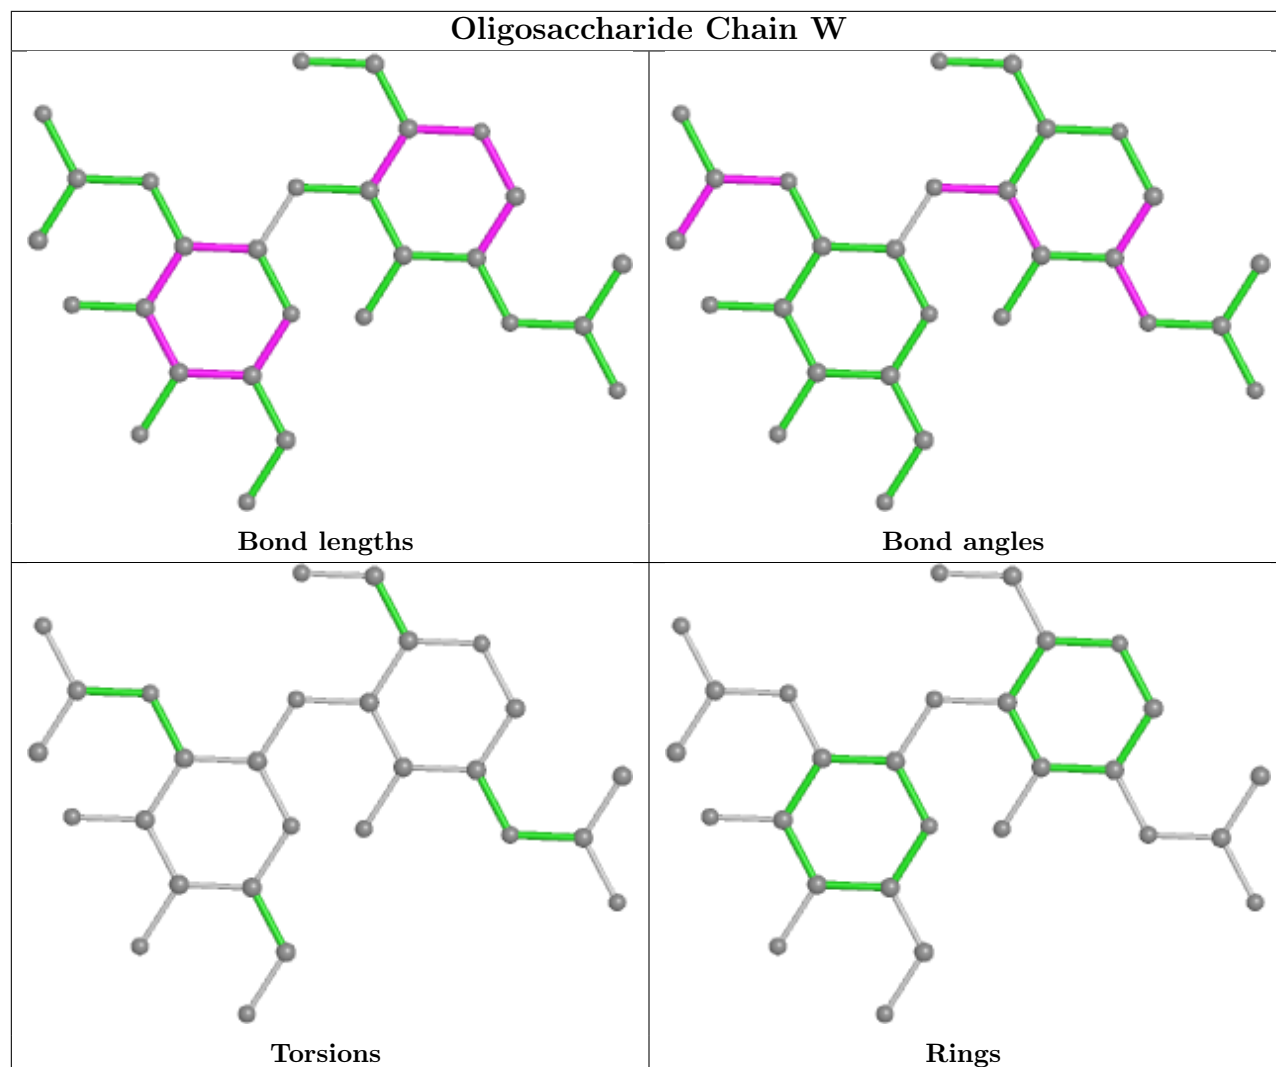 Oligosaccharide Chain W
Bond lengths
Bond angles
Torsions
Rings